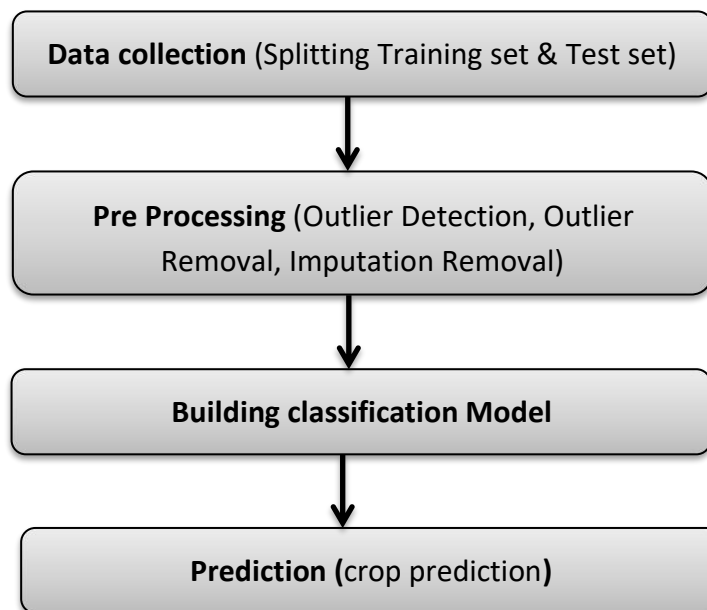 Data collection (Splitting Training set & Test set)
Pre Processing (Outlier Detection, Outlier
Removal, Imputation Removal)
Building classification Model
Prediction (crop prediction)